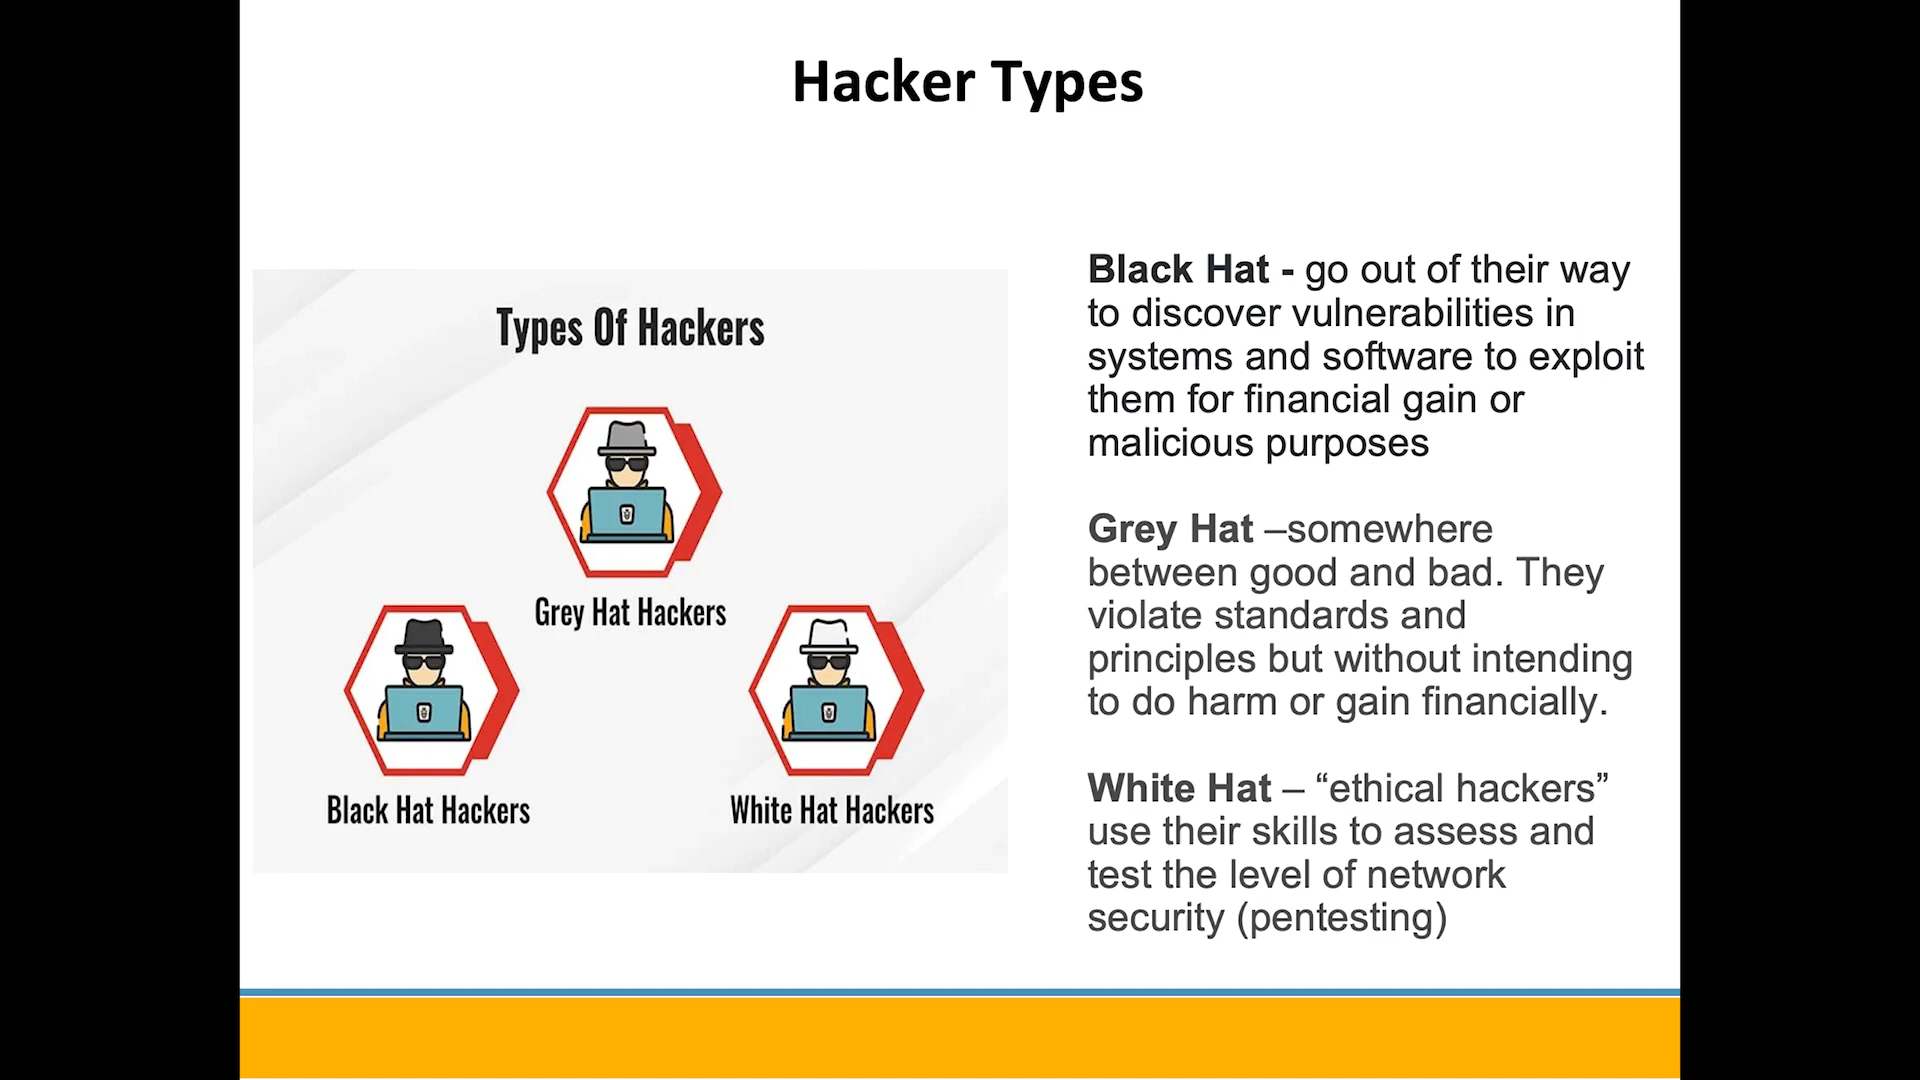 Hacker Types
Types Of Hackers
Grey Hat Hackers
Black Hat Hackers
White Hat Hackers
Black Hat - go out of their way
to discover vulnerabilities in
systems and software to exploit
them for financial gain or
malicious purposes
Grey Hat –somewhere
between good and bad. They
violate standards and
principles but without intending
to do harm or gain financially.
White Hat – “ethical hackers”
use their skills to assess and
test the level of network
security (pentesting)